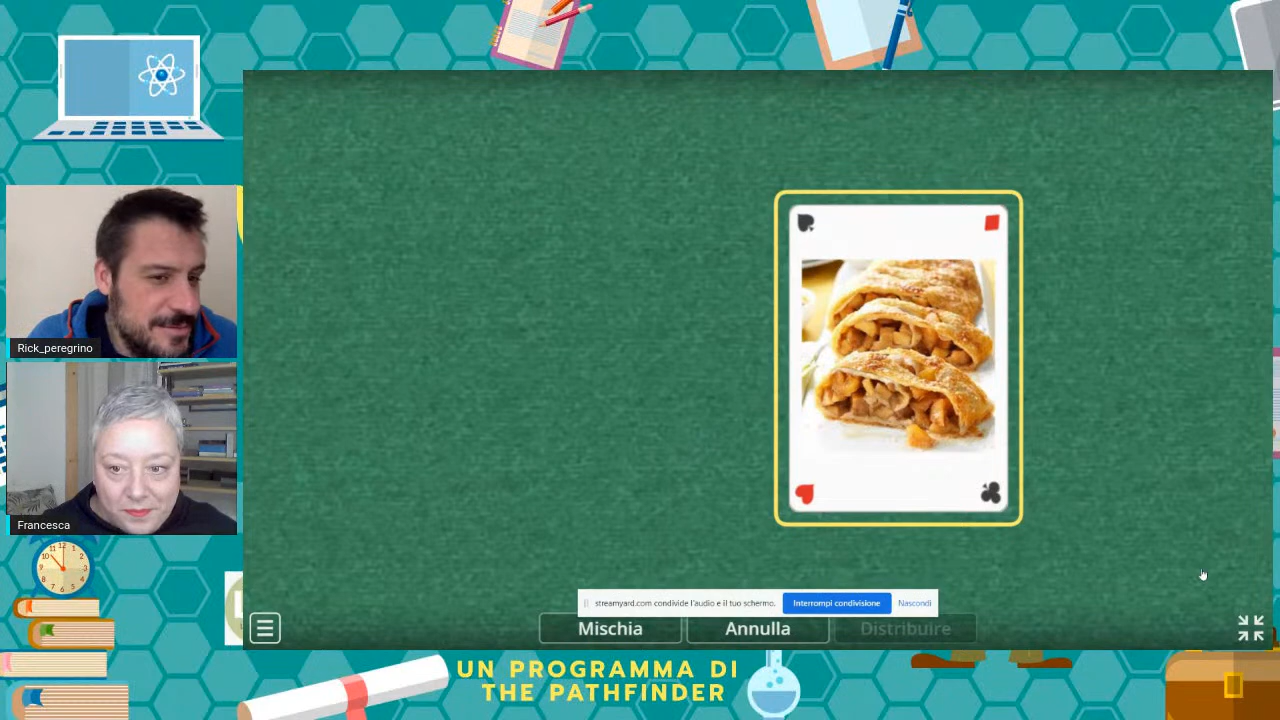 Rick_peregrino
Francesca
streamyard.com condivide l'audio e il tuo schermo.
Interrompi condivisione
Nascondi
Mischia
Annulla
Distribuire
UN PROGRAMMA DI
THE PATHFINDER